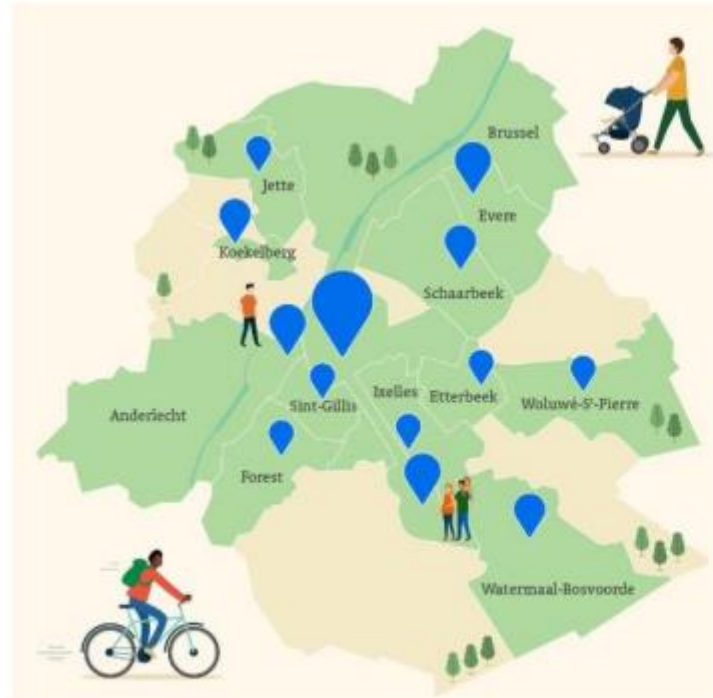 Brussel
Jette
Evere
Koekelberg
Schaarbeek
Ixelles
Etterbeek
Sint-Gillis
Woluwé-Sᵗ-Pierre
Anderlecht
Forest
Watermaal-Bosvoorde